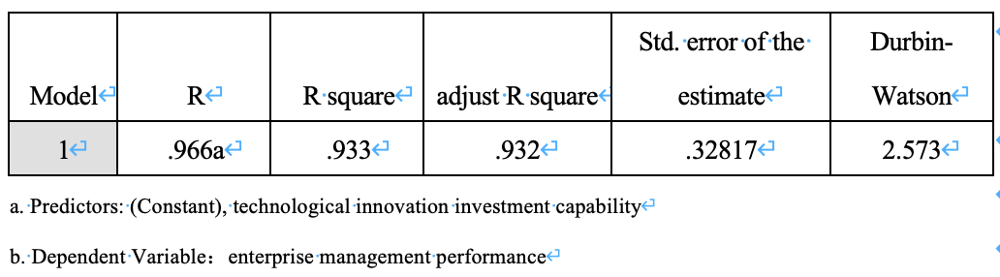 Std. error of the Durbin-
Model R R square adjust R square estimate Watson
1 .966a .933 .932 .32817 2.573
a. Predictors: (Constant), technological innovation investment capability
b. Dependent Variable： enterprise management performance